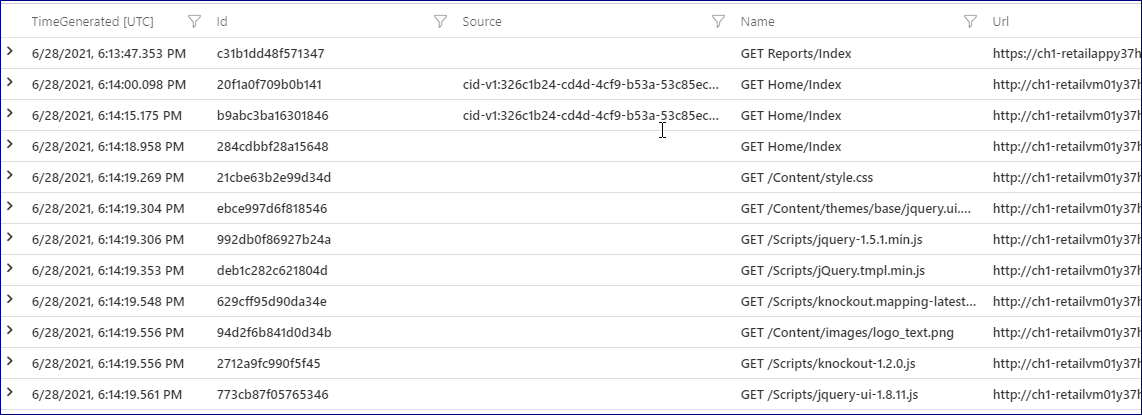 TimeGenerated [UTC] Id Source Name Url
6/28/2021, 6:13:47.353 PM c31b1dd48f571347 GET Reports/Index https://ch1-retailappy37h
6/28/2021, 6:14:00.098 PM 20f1a0f709b0b141 cid-v1:326c1b24-cd4d-4cf9-b53a-53c85ec... GET Home/Index http://ch1-retailvm01y37h
6/28/2021, 6:14:15.175 PM b9abc3ba16301846 cid-v1:326c1b24-cd4d-4cf9-b53a-53c85ec... GET Home/Index http://ch1-retailvm01y37h
6/28/2021, 6:14:18.958 PM 284cdbbf28a15648 GET Home/Index http://ch1-retailvm01y37h
6/28/2021, 6:14:19.269 PM 21cbe63b2e99d34d GET /Content/style.css http://ch1-retailvm01y37h
6/28/2021, 6:14:19.304 PM ebce997d6f818546 GET /Content/themes/base/jquery.ui.... http://ch1-retailvm01y37h
6/28/2021, 6:14:19.306 PM 992db0f86927b24a GET /Scripts/jquery-1.5.1.min.js http://ch1-retailvm01y37h
6/28/2021, 6:14:19.353 PM deb1c282c621804d GET /Scripts/jQuery.tmpl.min.js http://ch1-retailvm01y37h
6/28/2021, 6:14:19.548 PM 629cff95d90da34e GET /Scripts/knockout.mapping-latest... http://ch1-retailvm01y37h
6/28/2021, 6:14:19.556 PM 94d2f6b841d0d34b GET /Content/images/logo_text.png http://ch1-retailvm01y37h
6/28/2021, 6:14:19.556 PM 2712a9fc990f5f45 GET /Scripts/knockout-1.2.0.js http://ch1-retailvm01y37h
6/28/2021, 6:14:19.561 PM 773cb87f05765346 GET /Scripts/jquery-ui-1.8.11.js http://ch1-retailvm01y37h